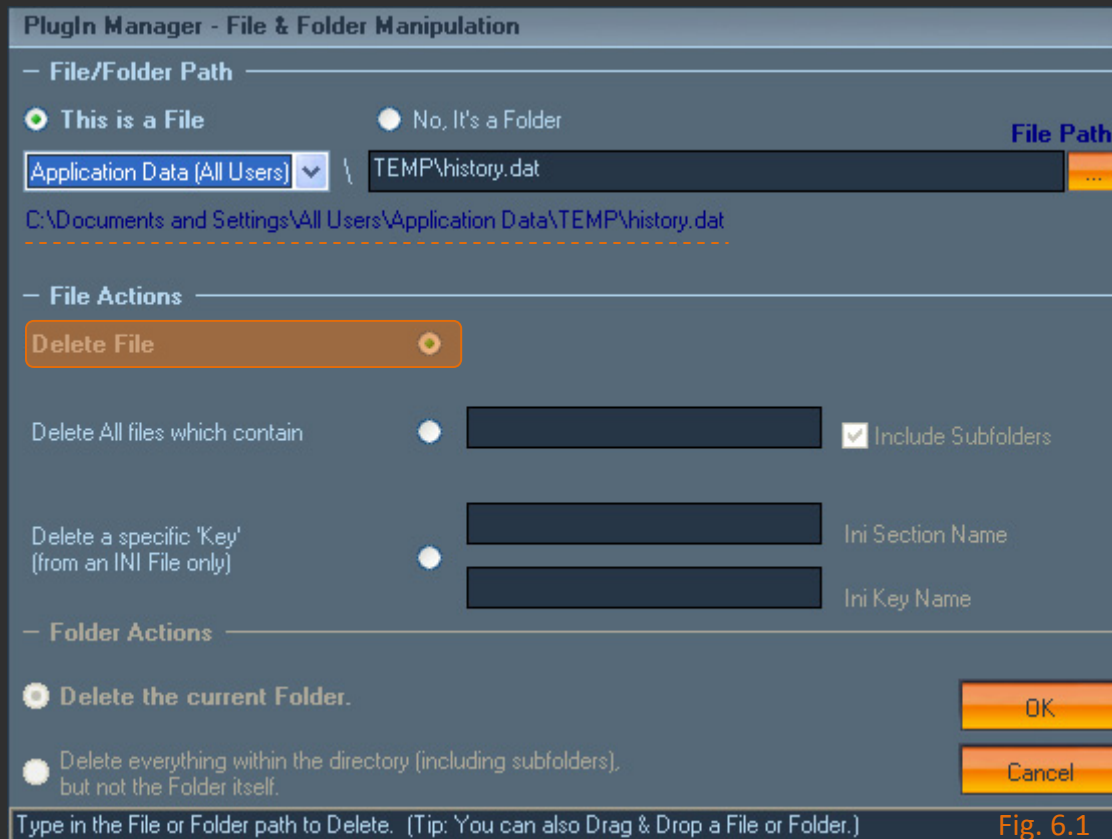 PlugIn Manager - File & Folder Manipulation
File/Folder Path
This is a File
No, It's a Folder
File Path
Application Data (All Users) \ TEMP\history.dat ...
C:\Documents and Settings\All Users\Application Data\TEMP\history.dat
File Actions
Delete File
Delete All files which contain
Include Subfolders
Delete a specific 'Key'
(from an INI File only)
Ini Section Name
Ini Key Name
Folder Actions
Delete the current Folder.
OK
Delete everything within the directory (including subfolders),
but not the Folder itself.
Cancel
Type in the File or Folder path to Delete. (Tip: You can also Drag & Drop a File or Folder.)
Fig. 6.1